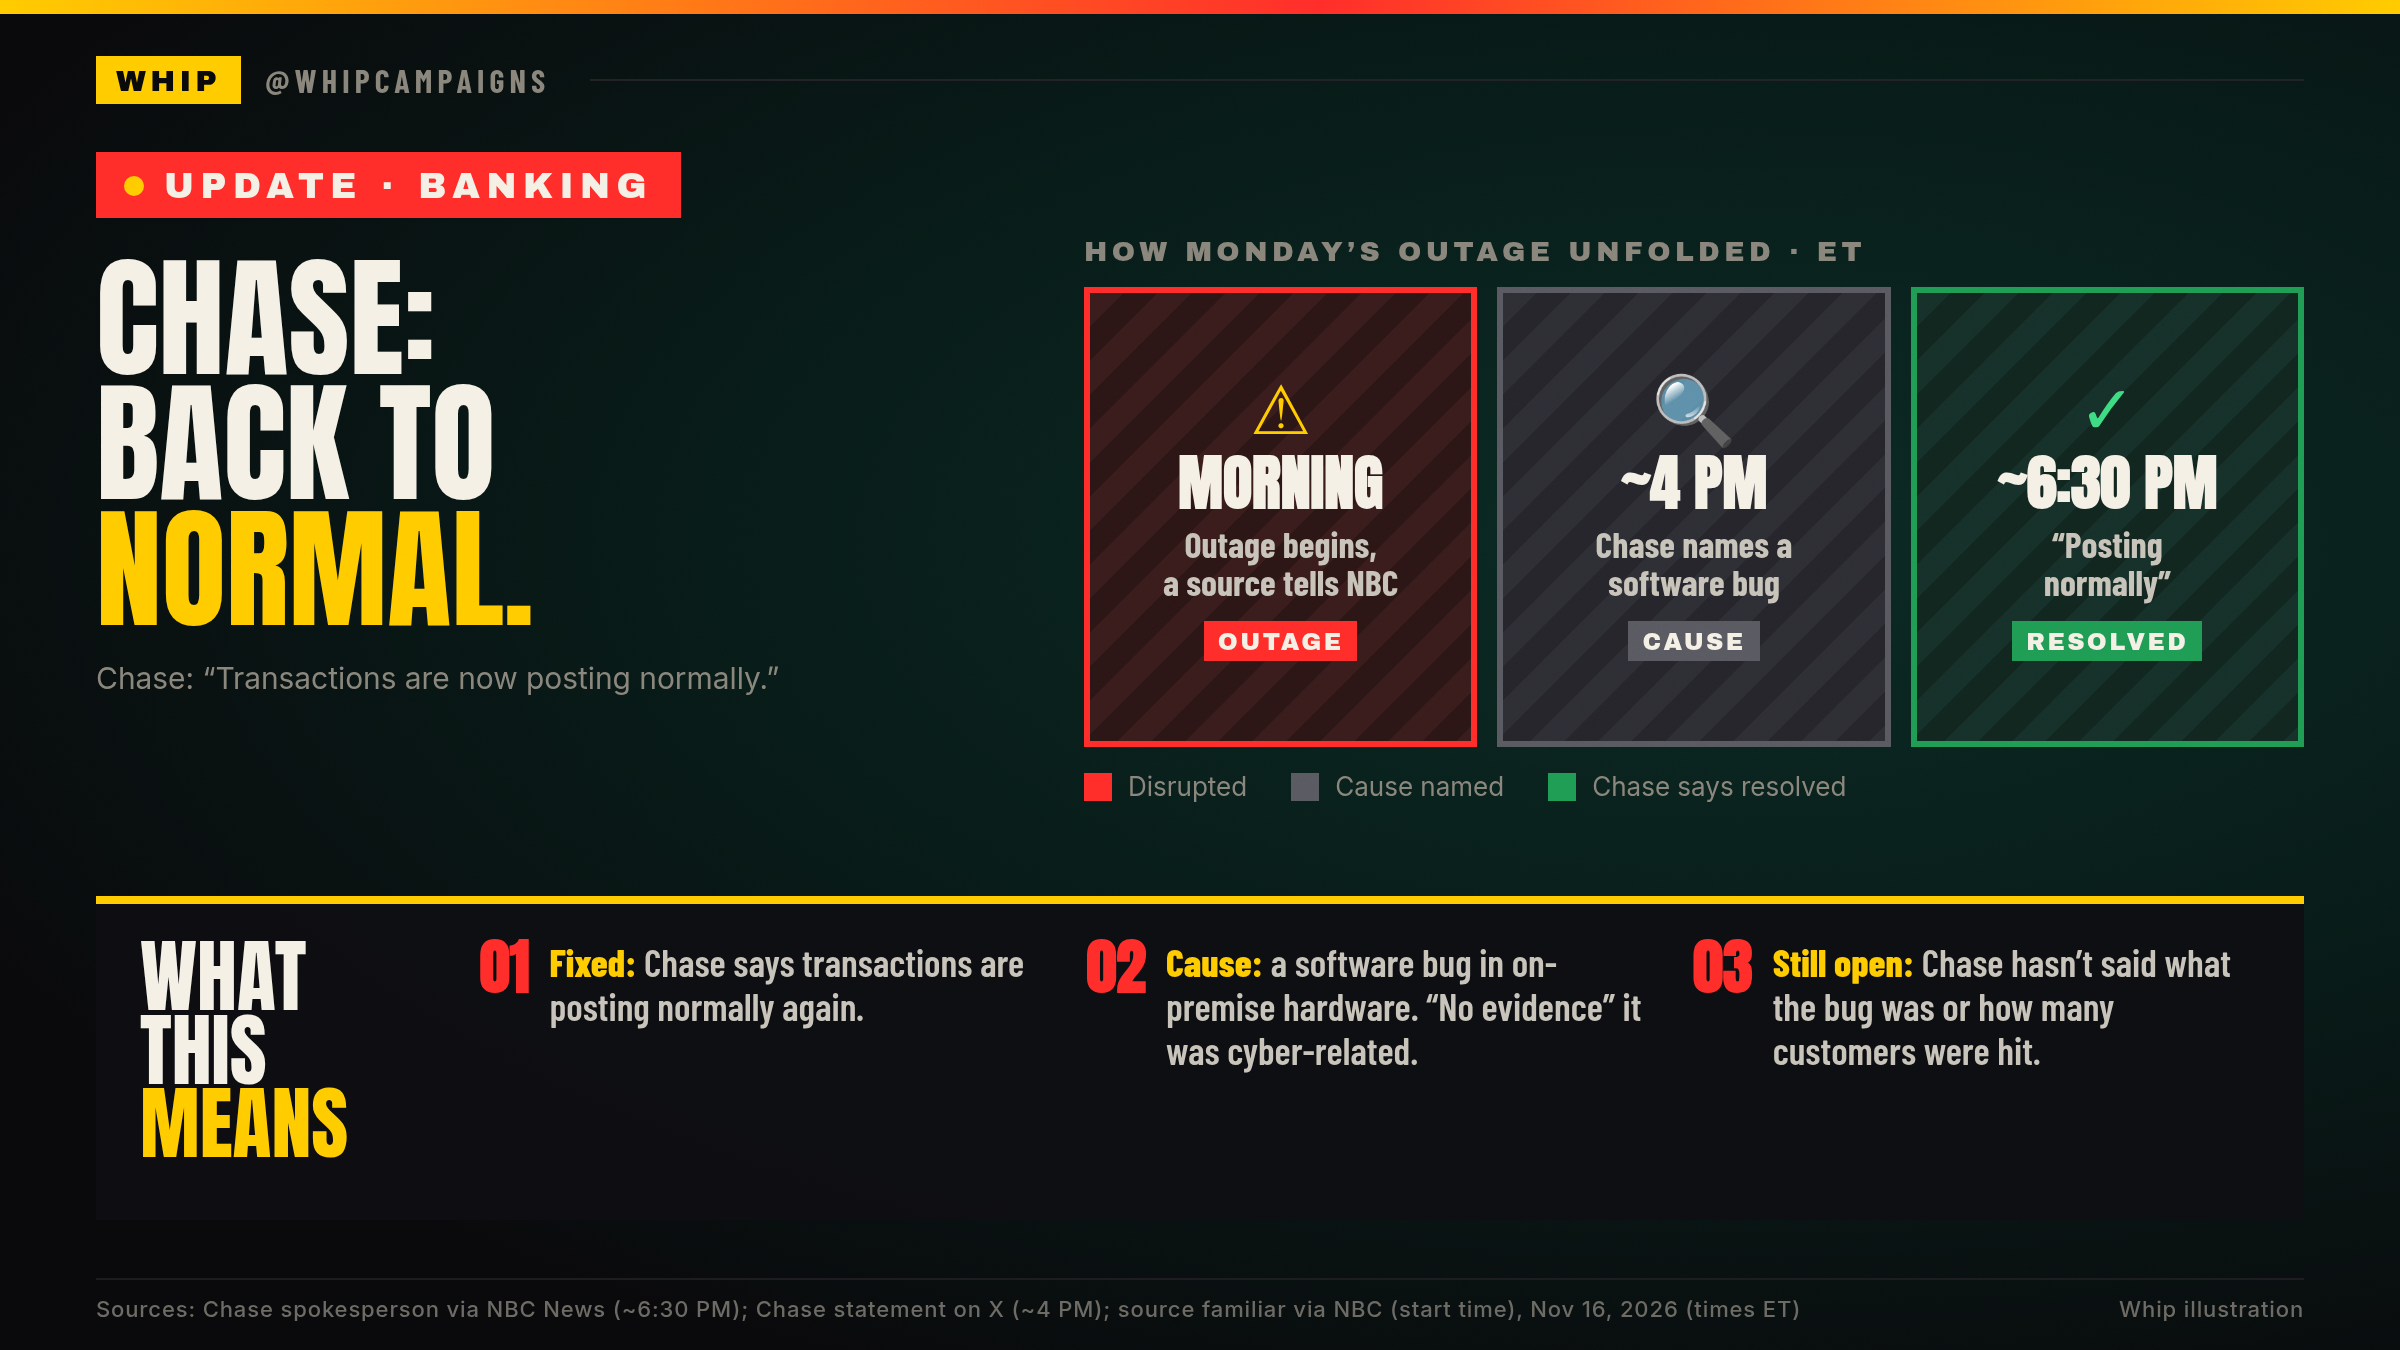 WHIP @WHIPCAMPAIGNS
UPDATE · BANKING
CHASE:
BACK TO
NORMAL.
Chase: “Transactions are now posting normally.”
HOW MONDAY’S OUTAGE UNFOLDED · ET
MORNING
Outage begins,
a source tells NBC
OUTAGE
~4 PM
Chase names a
software bug
CAUSE
~6:30 PM
“Posting
normally”
RESOLVED
Disrupted
Cause named
Chase says resolved
WHAT
THIS
MEANS
01
Fixed: Chase says transactions are
posting normally again.
02
Cause: a software bug in on-
premise hardware. “No evidence” it
was cyber-related.
03
Still open: Chase hasn’t said what
the bug was or how many
customers were hit.
Sources: Chase spokesperson via NBC News (~6:30 PM); Chase statement on X (~4 PM); source familiar via NBC (start time), Nov 16, 2026 (times ET)
Whip illustration